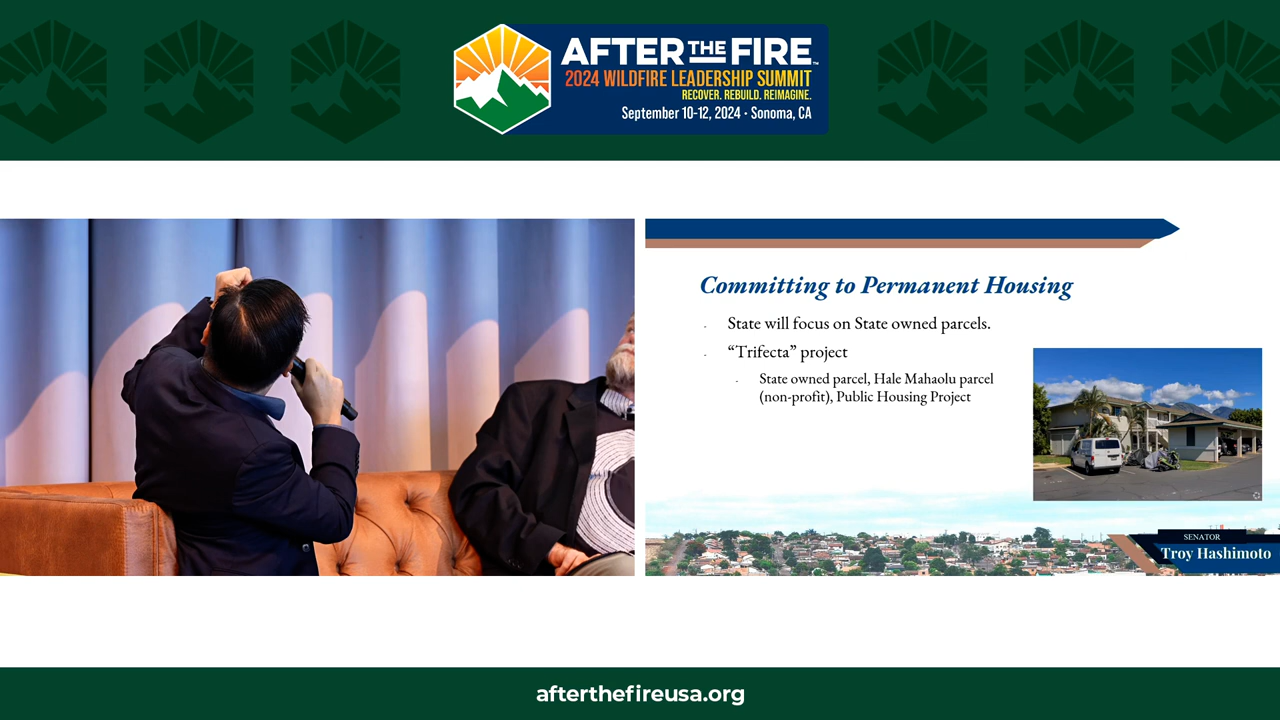 AFTER THE FIRE™
2024 WILDFIRE LEADERSHIP SUMMIT
RECOVER. REBUILD. REIMAGINE.
September 10-12, 2024 · Sonoma, CA
Committing to Permanent Housing
- State will focus on State owned parcels.
- “Trifecta” project
- State owned parcel, Hale Mahaolu parcel
(non-profit), Public Housing Project
SENATOR
Troy Hashimoto
afterthefireusa.org